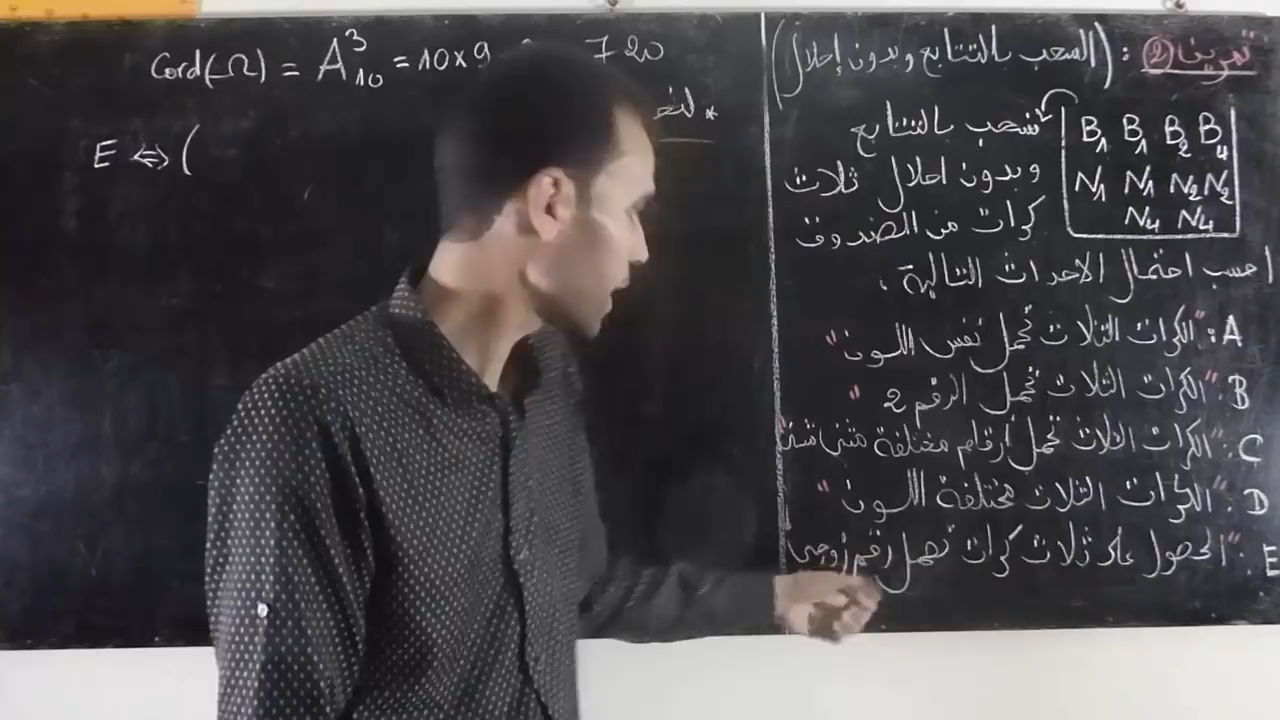 تمرين ② : (السحب بالتتابع وبدون إحلال)
B₁ B₁ B₂ B₄
N₁ N₁ N₂ N₂
N₄ N₄
نسحب بالتتابع
وبدون احلال ثلاث
كرات من الصندوق
احسب احتمال الاحداث التالية :
A : "الكرات الثلاث تحمل نفس اللون"
B : "الكرات الثلاث تحمل الرقم 2"
C : "الكرات الثلاث تحمل أرقام مختلفة مثنى مثنى
D : "الكرات الثلاث مختلفة اللون"
E : "الحصول على ثلاث كرات تحمل رقم زوجي
Card(Ω) = A³₁₀ = 10×9 720
*
E ⇔ (